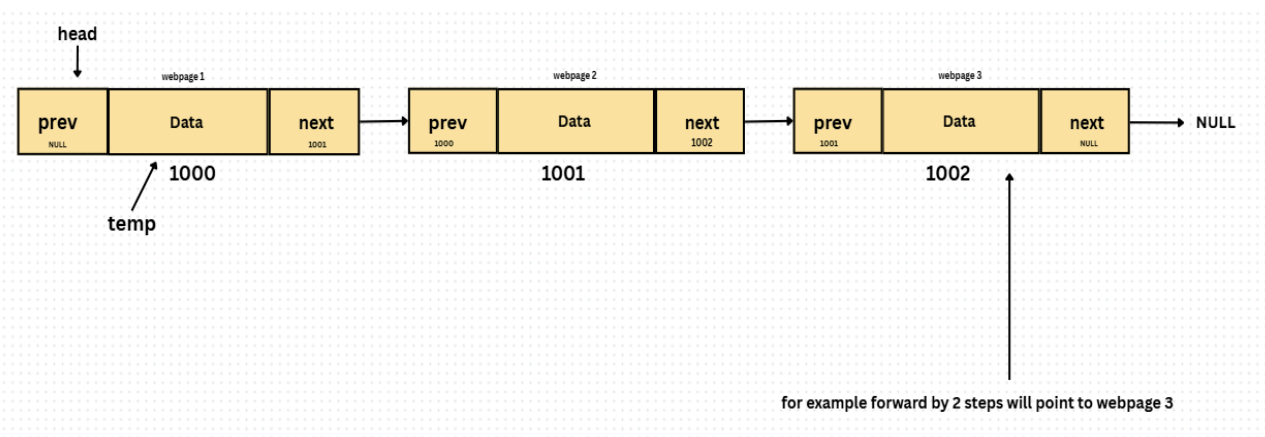 head
webpage 1
webpage 2
webpage 3
prev
NULL
Data
next
1001
prev
1000
Data
next
1002
prev
1001
Data
next
NULL
NULL
1000
1001
1002
temp
for example forward by 2 steps will point to webpage 3